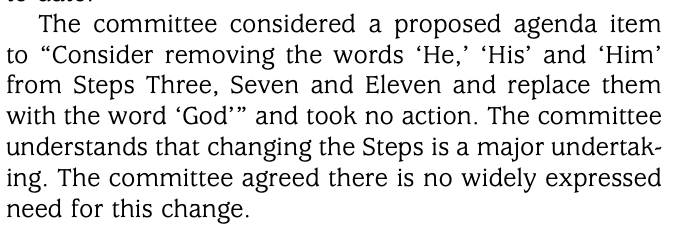 The committee considered a proposed agenda item
to “Consider removing the words ‘He,’ ‘His’ and ‘Him’
from Steps Three, Seven and Eleven and replace them
with the word ‘God’” and took no action. The committee
understands that changing the Steps is a major undertak-
ing. The committee agreed there is no widely expressed
need for this change.